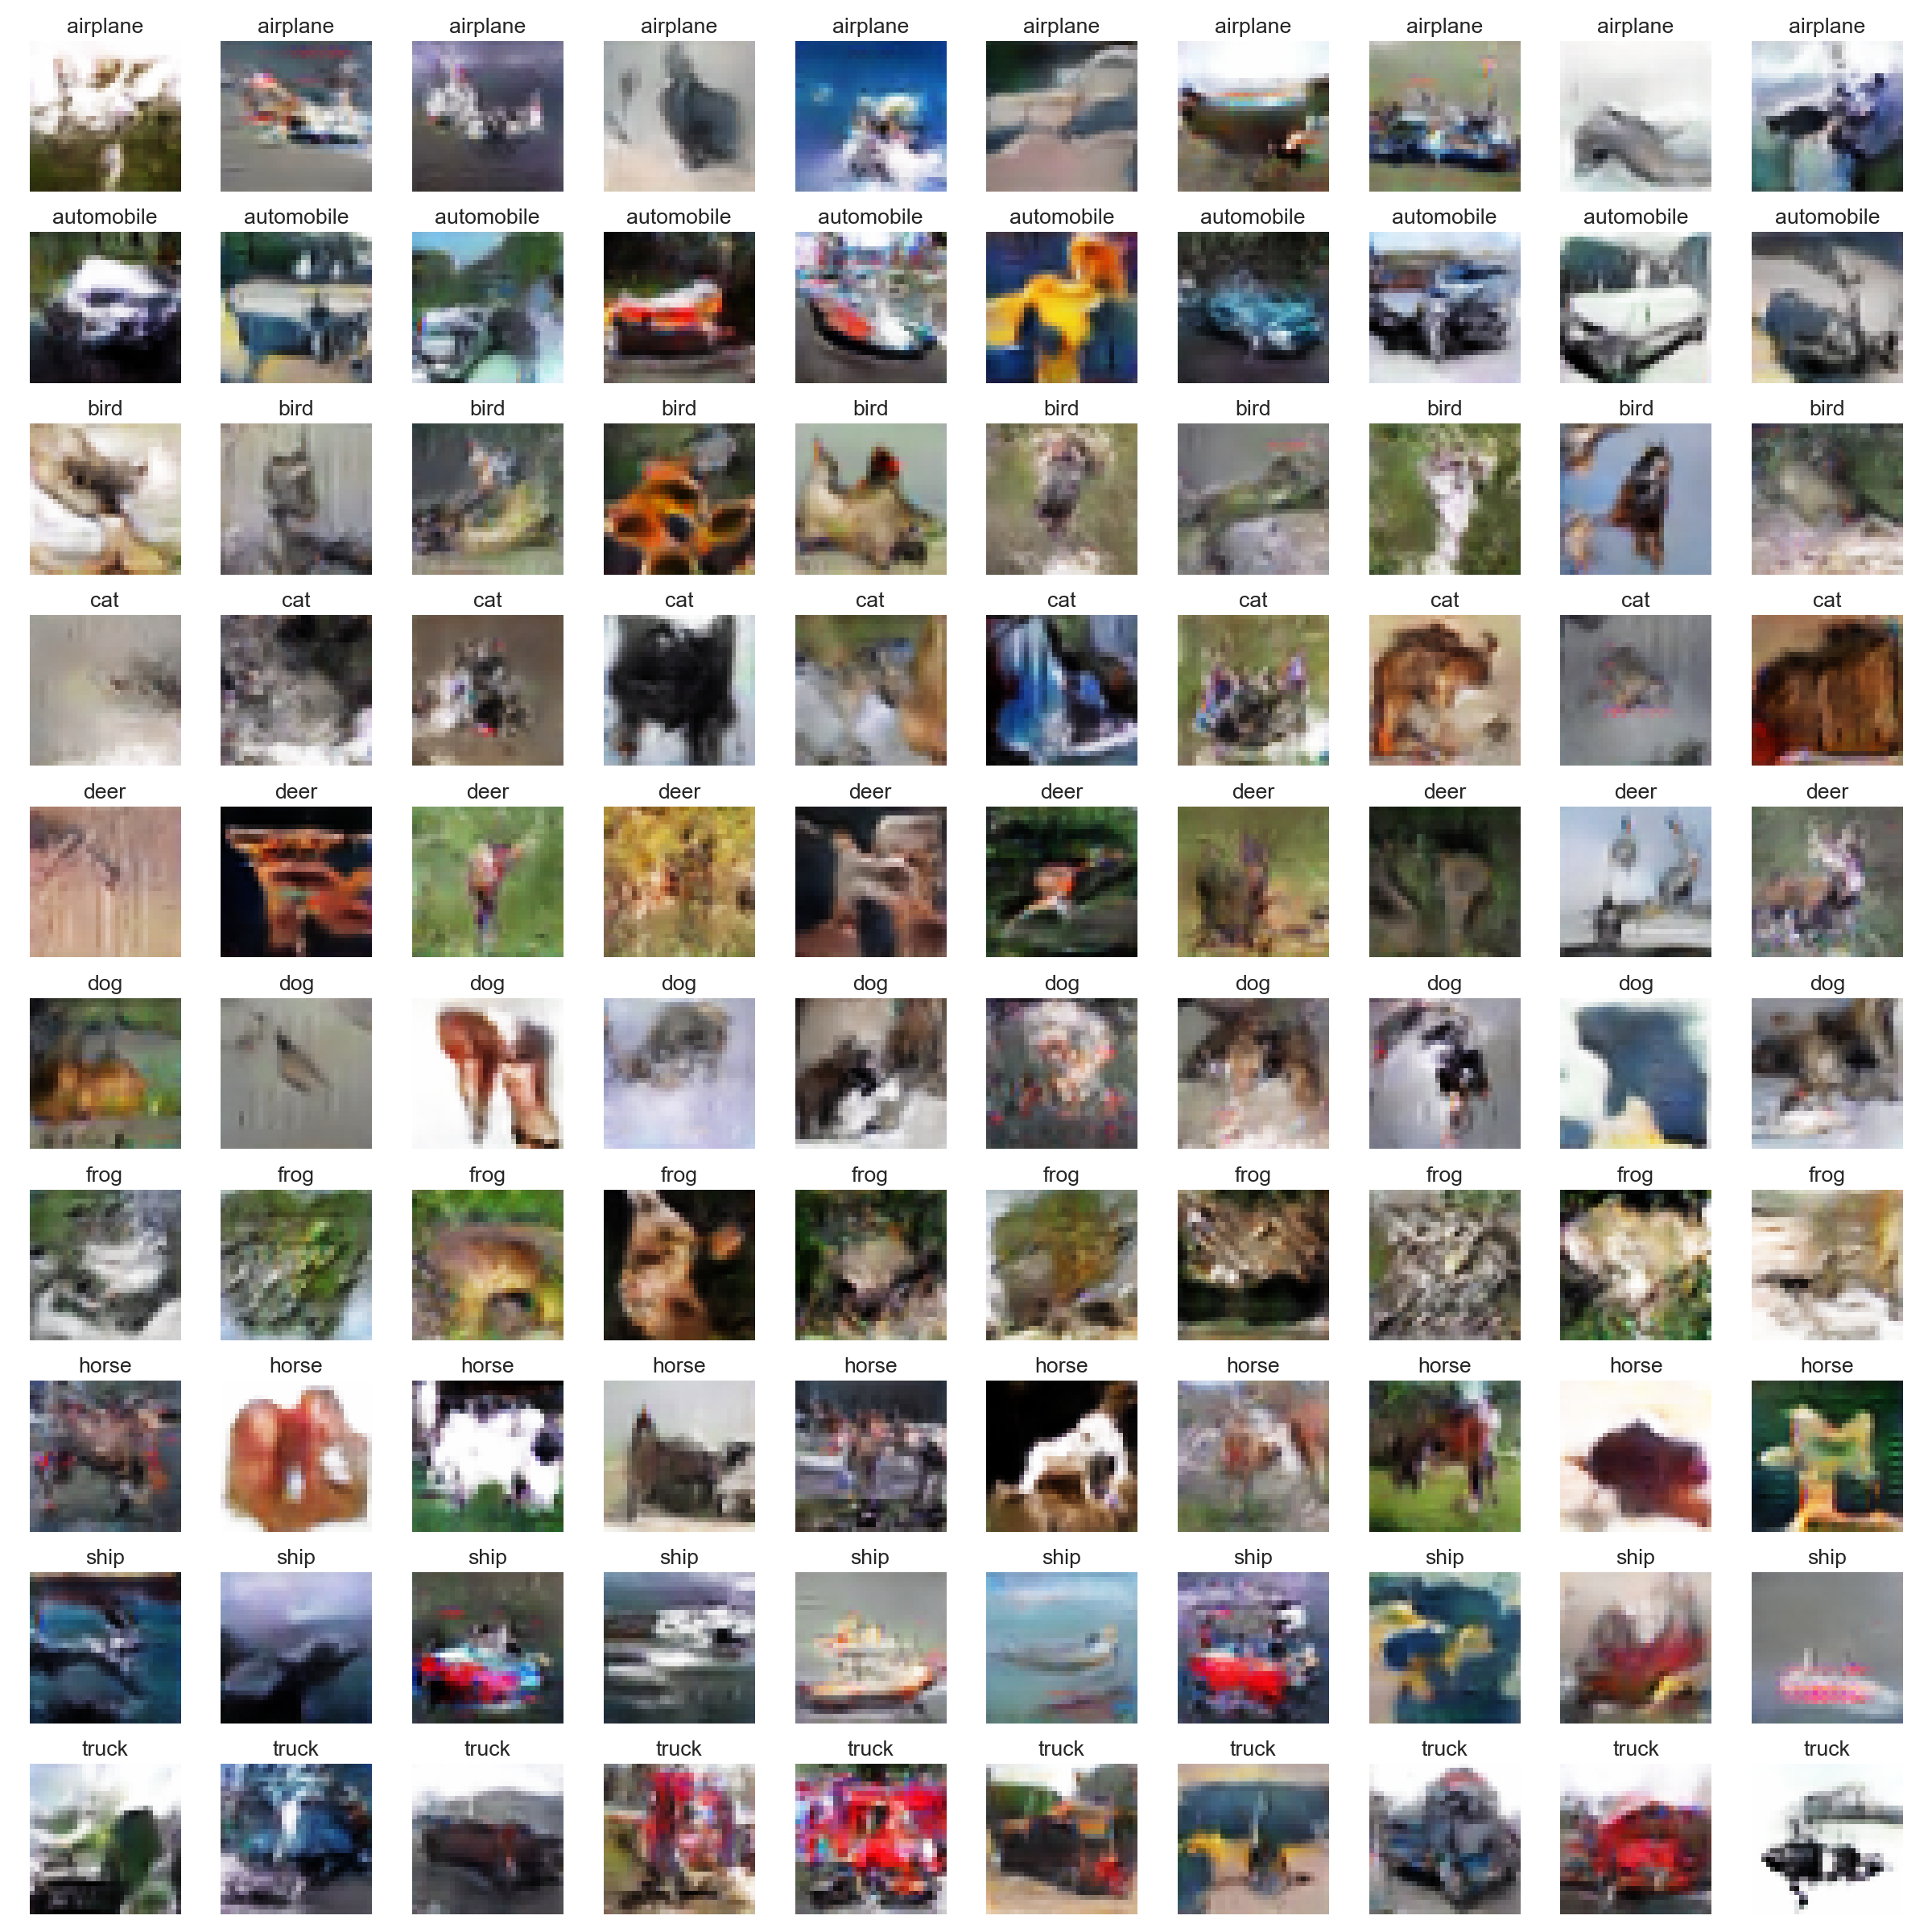 airplane airplane airplane airplane airplane airplane airplane airplane airplane airplane
automobile automobile automobile automobile automobile automobile automobile automobile automobile automobile
bird bird bird bird bird bird bird bird bird bird
cat cat cat cat cat cat cat cat cat cat
deer deer deer deer deer deer deer deer deer deer
dog dog dog dog dog dog dog dog dog dog
frog frog frog frog frog frog frog frog frog frog
horse horse horse horse horse horse horse horse horse horse
ship ship ship ship ship ship ship ship ship ship
truck truck truck truck truck truck truck truck truck truck